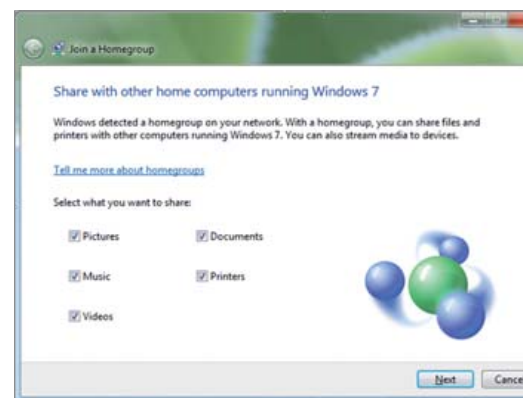 Join a Homegroup
Share with other home computers running Windows 7
Windows detected a homegroup on your network. With a homegroup, you can share files and
printers with other computers running Windows 7. You can also stream media to devices.
Tell me more about homegroups
Select what you want to share:
Pictures Documents
Music Printers
Videos
Next Cance